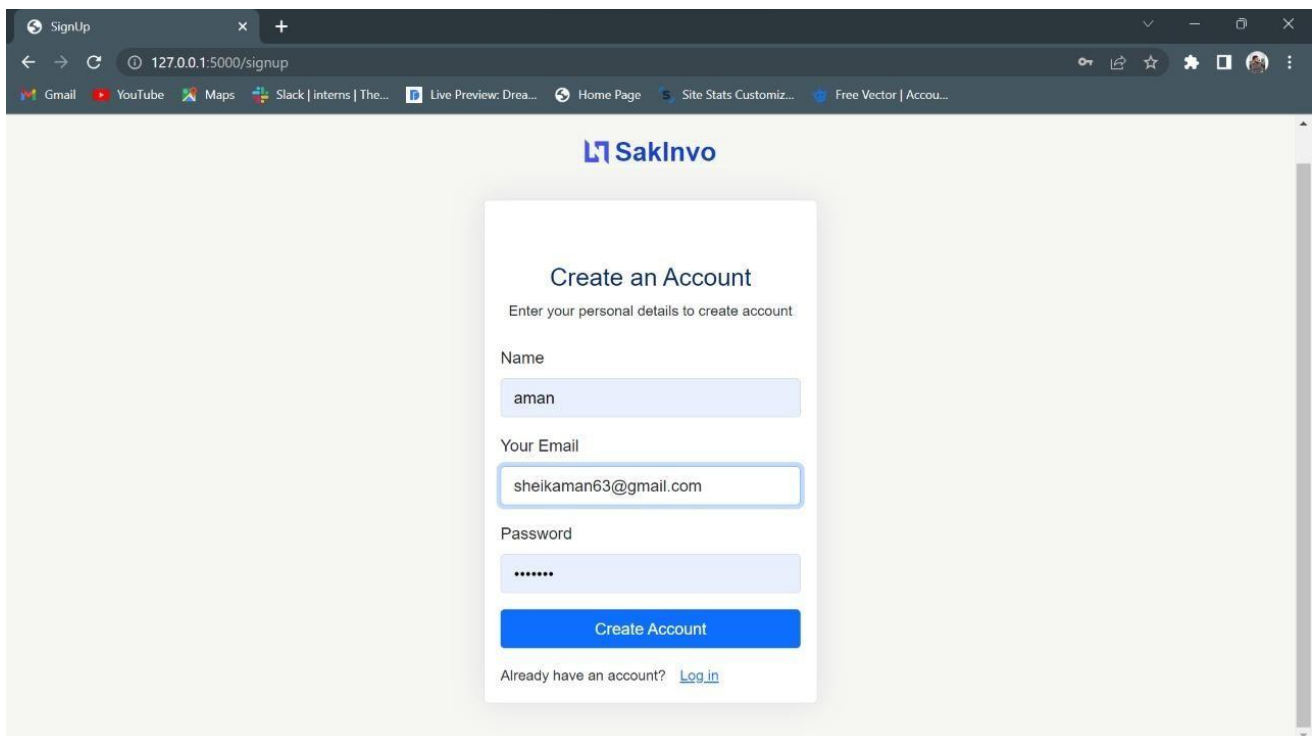 SignUp
127.0.0.1:5000/signup
Gmail YouTube Maps Slack | interns | The... Live Preview: Drea... Home Page Site Stats Customiz... Free Vector | Accou...
SakInvo
Create an Account
Enter your personal details to create account
Name
aman
Your Email
sheikaman63@gmail.com
Password
•••••••
Create Account
Already have an account? Log in